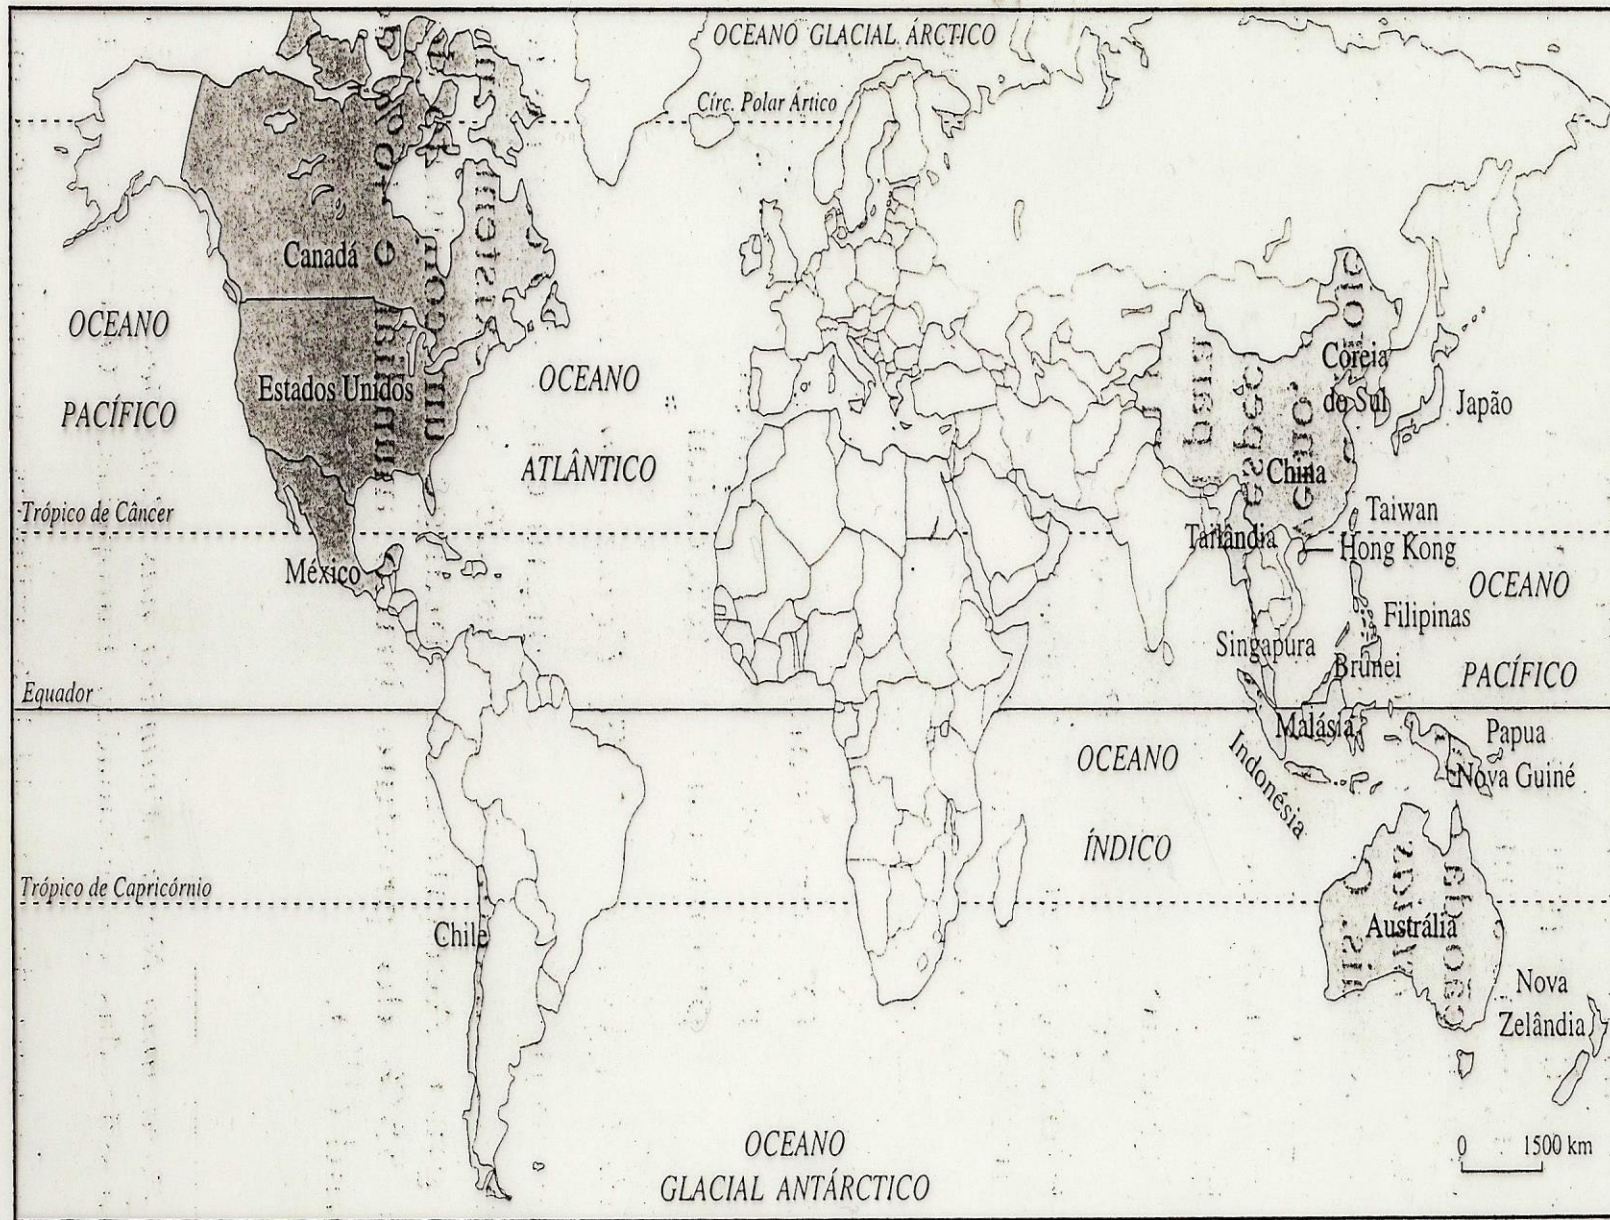 OCEANO GLACIAL ÁRCTICO
Círc. Polar Ártico
Canadá
OCEANO
PACÍFICO
Estados Unidos
OCEANO
ATLÂNTICO
Coreia
do Sul
Japão
China
Trópico de Câncer
Taiwan
Tailândia
Hong Kong
México
OCEANO
PACÍFICO
Filipinas
Singapura
Brunei
Equador
Malásia
Indonésia
Papua
Nova Guiné
OCEANO
ÍNDICO
Trópico de Capricórnio
Chile
Austrália
Nova
Zelândia
OCEANO
GLACIAL ANTÁRCTICO
0 1500 km